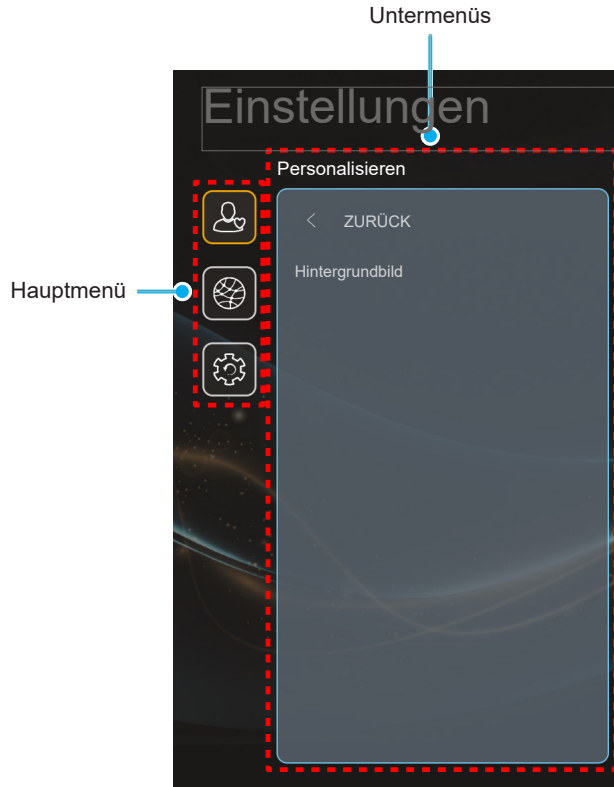 Untermenüs
Einstellungen
Personalisieren
ZURÜCK
Hintergrundbild
Hauptmenü